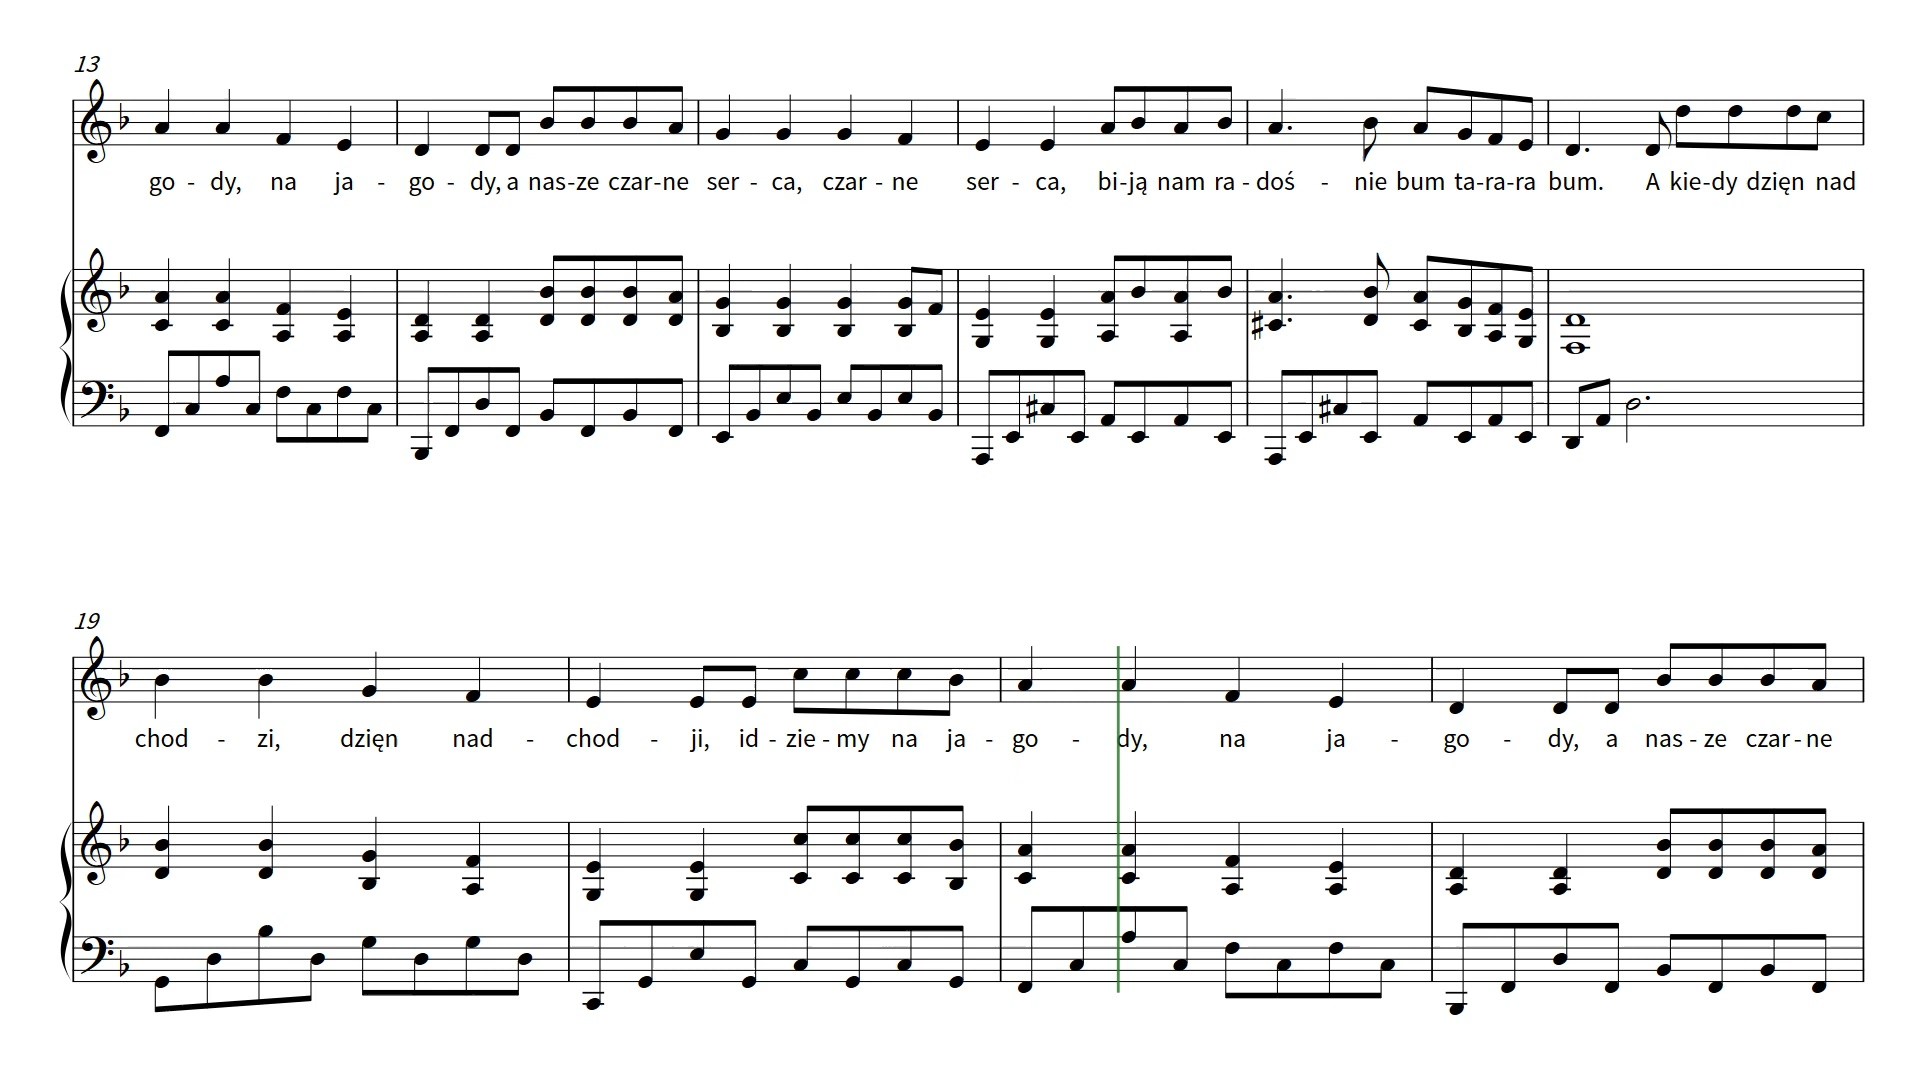 13
go - dy, na ja - go - dy, a nas-ze czar-ne ser - ca, czar - ne ser - ca, bi-ją nam ra - doś - nie bum ta-ra-ra bum. A kie-dy dzięn nad
19
chod - zi, dzięn nad - chod - ji, id - zie - my na ja - go - dy, na ja - go - dy, a nas - ze czar - ne